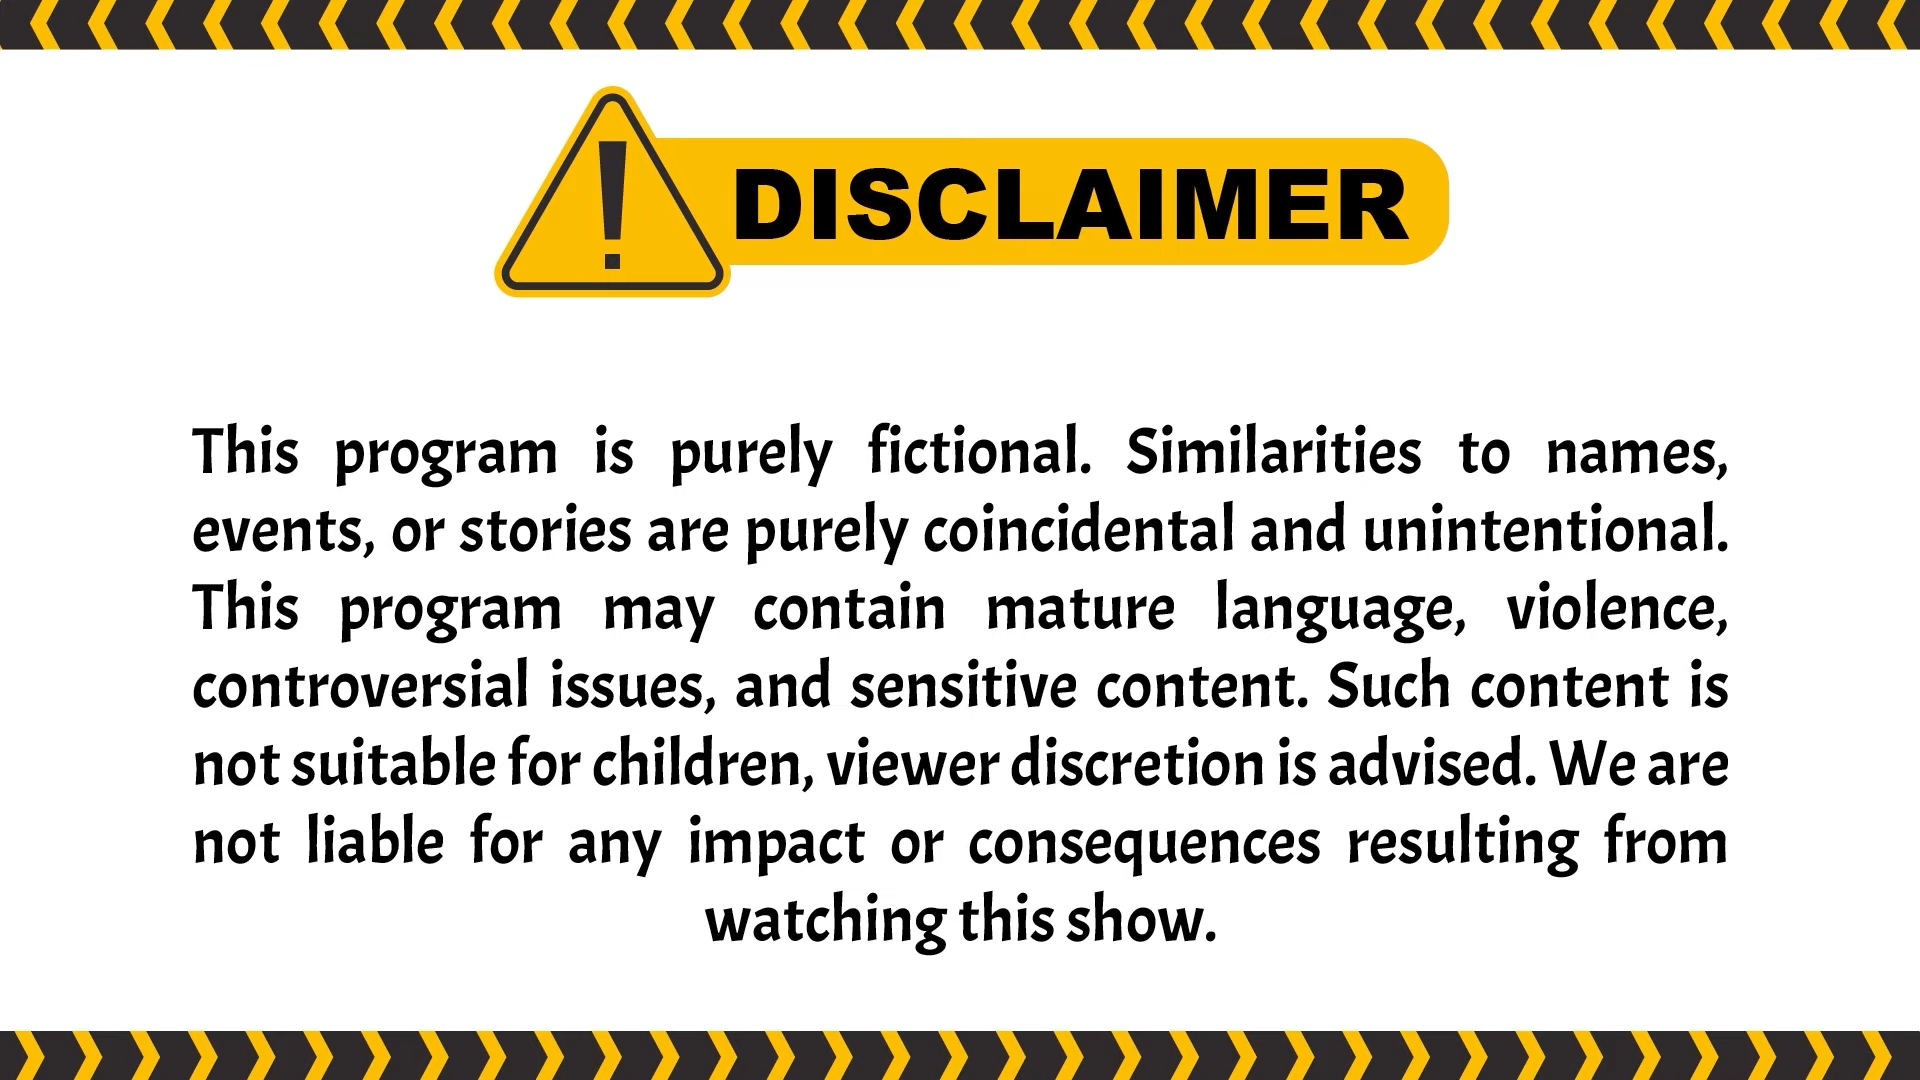 DISCLAIMER
This program is purely fictional. Similarities to names,
events, or stories are purely coincidental and unintentional.
This program may contain mature language, violence,
controversial issues, and sensitive content. Such content is
not suitable for children, viewer discretion is advised. We are
not liable for any impact or consequences resulting from
watching this show.